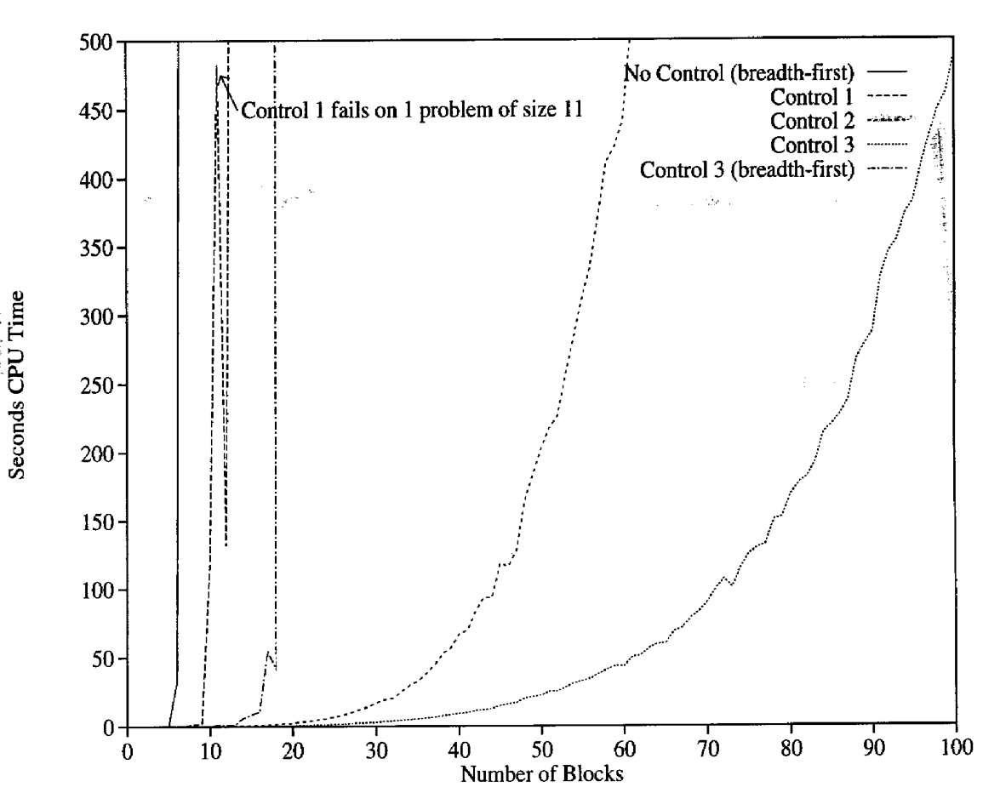 500
450
400
350
300
250
200
150
100
50
0
Seconds CPU Time
No Control (breadth-first)
Control 1
Control 2
Control 3
Control 3 (breadth-first)
Control 1 fails on 1 problem of size 11
0 10 20 30 40 50 60 70 80 90 100
Number of Blocks